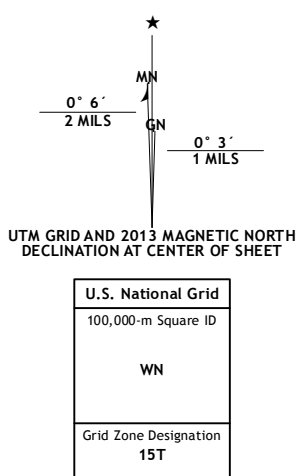 ★
MN
0° 6´
2 MILS
GN
0° 3´
1 MILS
UTM GRID AND 2013 MAGNETIC NORTH
DECLINATION AT CENTER OF SHEET
U.S. National Grid
100,000-m Square ID
WN
Grid Zone Designation
15T